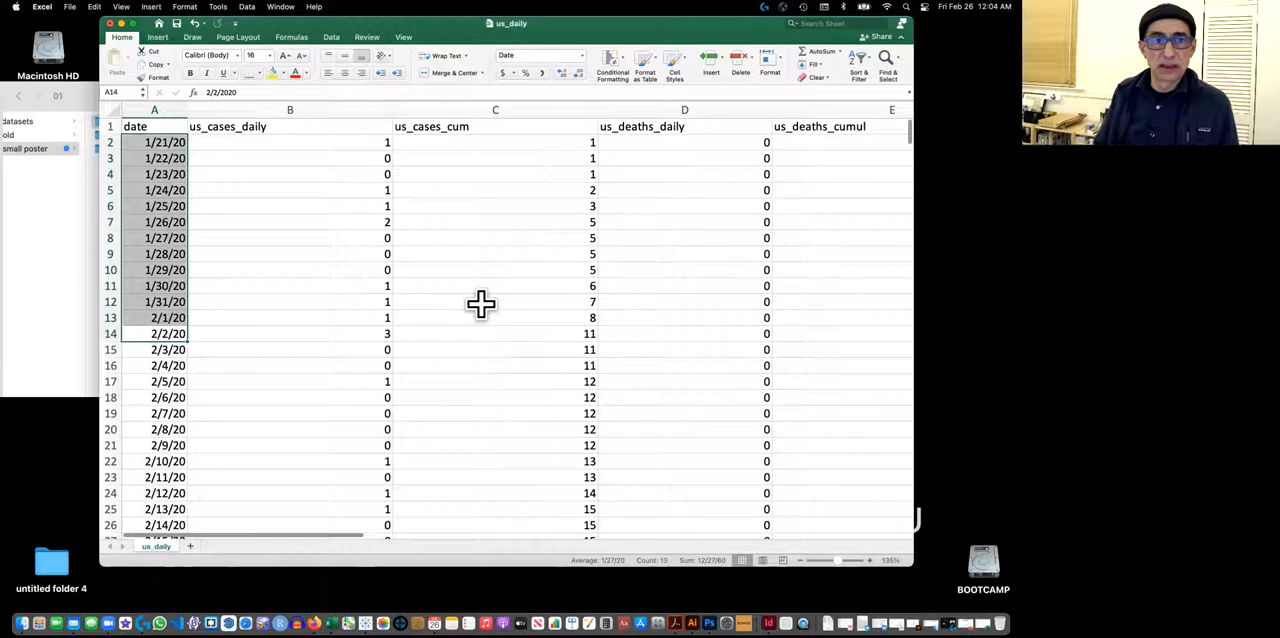 Excel File Edit View Insert Format Tools Data Window Help Fri Feb 26 12:04 AM
us_daily Search Sheet
Home Insert Draw Page Layout Formulas Data Review View Share
Paste Cut Copy Format
Calibri (Body) 16 A A
B I U A
Wrap Text
Merge & Center
Date
$ % )
Conditional Formatting
Format as Table
Cell Styles
Insert Delete Format
AutoSum
Fill
Clear
Sort & Filter
Find & Select
A14 fx 2/2/2020
A B C D E
1 date us_cases_daily us_cases_cum us_deaths_daily us_deaths_cumul
2 1/21/20 1 1 0
3 1/22/20 0 1 0
4 1/23/20 0 1 0
5 1/24/20 1 2 0
6 1/25/20 1 3 0
7 1/26/20 2 5 0
8 1/27/20 0 5 0
9 1/28/20 0 5 0
10 1/29/20 0 5 0
11 1/30/20 1 6 0
12 1/31/20 1 7 0
13 2/1/20 1 8 0
14 2/2/20 3 11 0
15 2/3/20 0 11 0
16 2/4/20 0 11 0
17 2/5/20 1 12 0
18 2/6/20 0 12 0
19 2/7/20 0 12 0
20 2/8/20 0 12 0
21 2/9/20 0 12 0
22 2/10/20 1 13 0
23 2/11/20 0 13 0
24 2/12/20 1 14 0
25 2/13/20 1 15 0
26 2/14/20 0 15 0
us_daily
Average: 1/27/20 Count: 13 Sum: 12/27/60 135%
Macintosh HD
01
datasets
old
small poster
untitled folder 4
BOOTCAMP